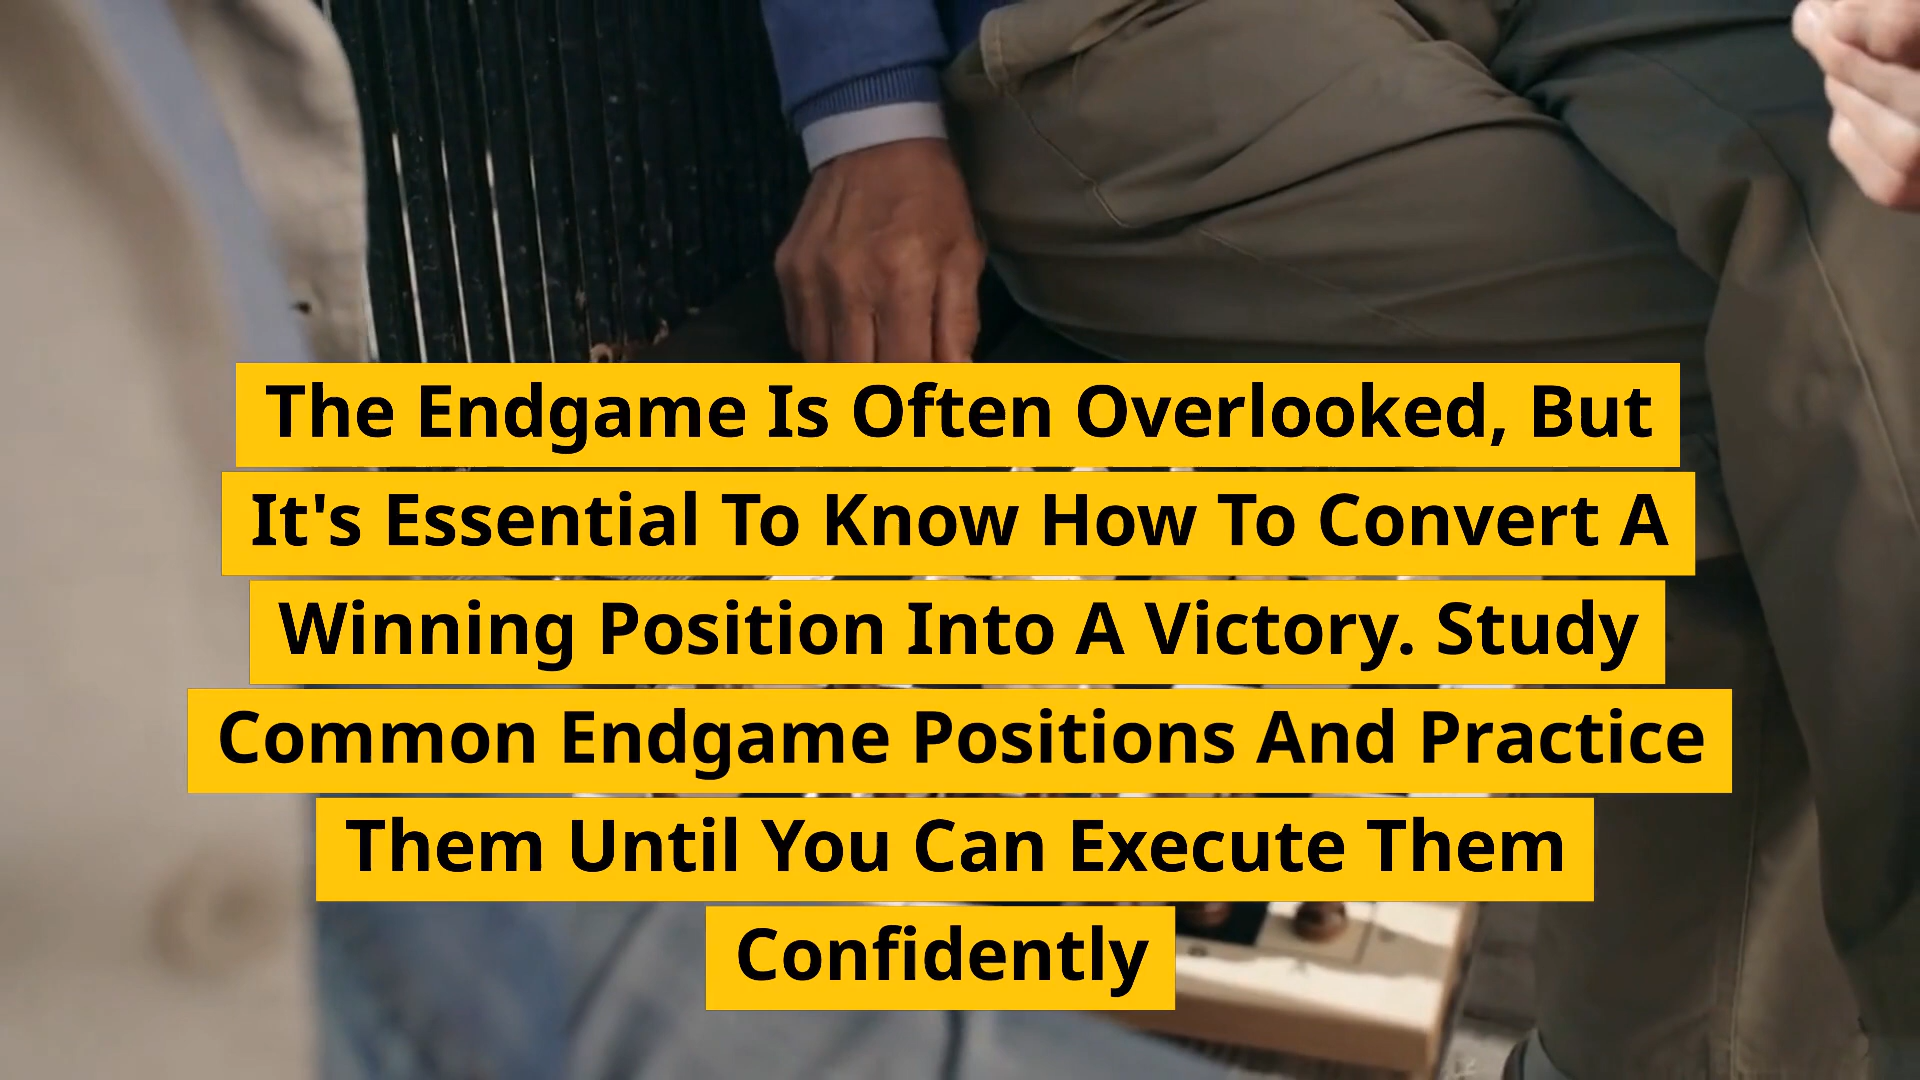 The Endgame Is Often Overlooked, But
It's Essential To Know How To Convert A
Winning Position Into A Victory. Study
Common Endgame Positions And Practice
Them Until You Can Execute Them
Confidently